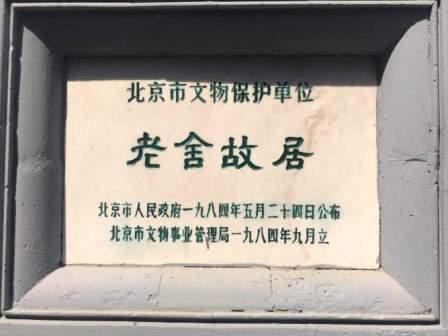 北京市文物保护单位
老舍故居
北京市人民政府一九八四年五月二十四日公布
北京市文物事业管理局一九八四年九月立